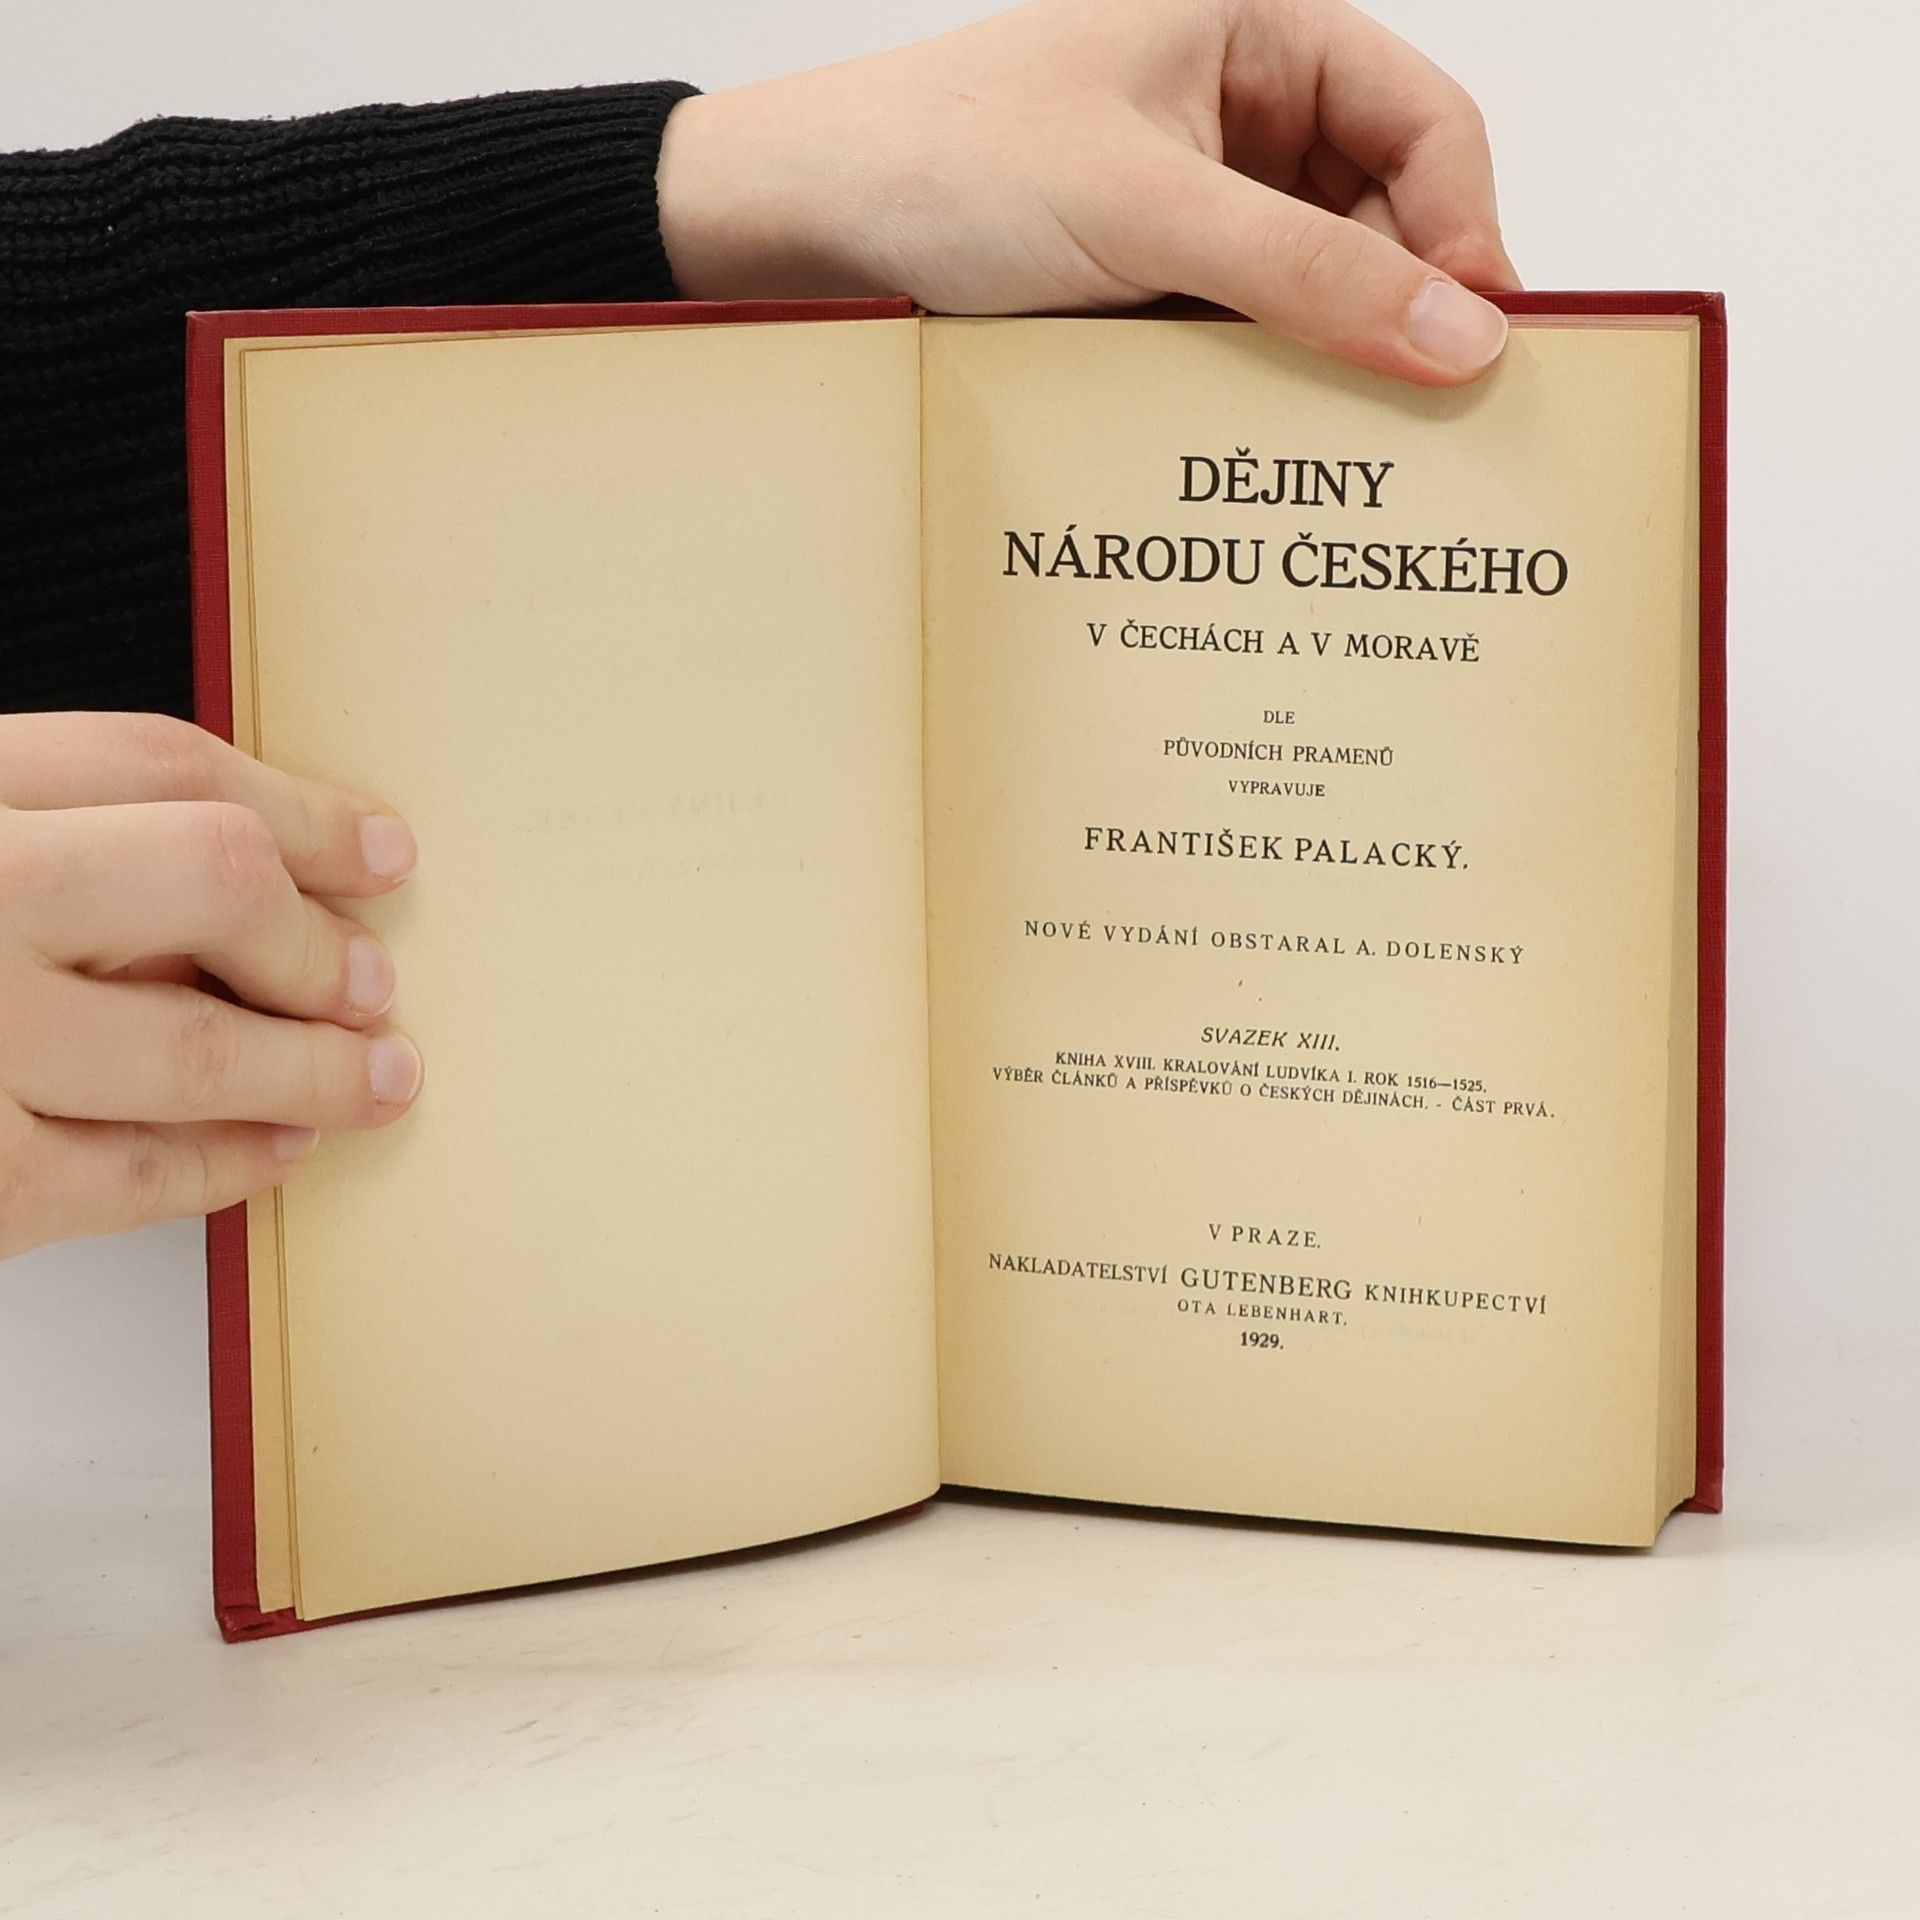 DĚJINY
NÁRODU ČESKÉHO
V ČECHÁCH A V MORAVĚ
DLE
PŮVODNÍCH PRAMENŮ
VYPRAVUJE
FRANTIŠEK PALACKÝ.
NOVÉ VYDÁNÍ OBSTARAL A. DOLENSKÝ
SVAZEK XIII.
KNIHA XVIII. KRALOVÁNÍ LUDVÍKA I. ROK 1516—1525.
VÝBĚR ČLÁNKŮ A PŘÍSPĚVKŮ O ČESKÝCH DĚJINÁCH. - ČÁST PRVÁ.
V PRAZE.
NAKLADATELSTVÍ GUTENBERG KNIHKUPECTVÍ
OTA LEBENHART.
1929.